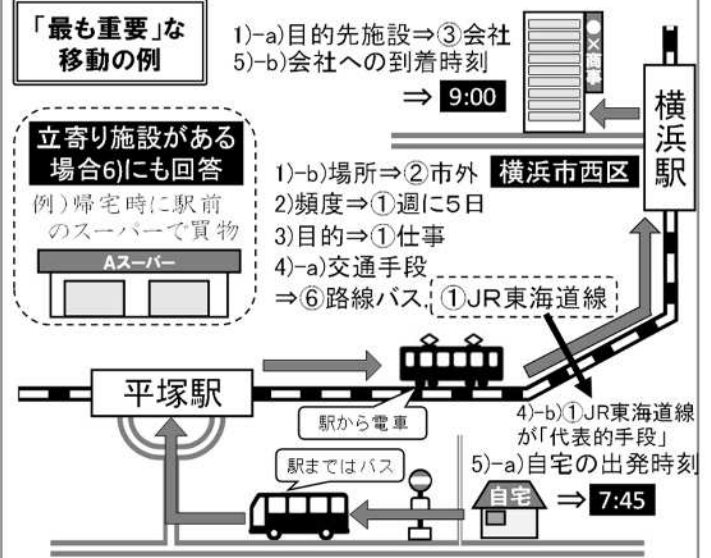 「最も重要」な
移動の例
1)-a)目的先施設⇒③会社
5)-b)会社への到着時刻
⇒ 9:00
●×商事
横浜駅
立寄り施設がある
場合6)にも回答
例)帰宅時に駅前
のスーパーで買物
Aスーパー
1)-b)場所⇒②市外 横浜市西区
2)頻度⇒①週に5日
3)目的⇒①仕事
4)-a)交通手段
⇒⑥路線バス,①JR東海道線
平塚駅
駅から電車
4)-b)①JR東海道線
が「代表的手段」
駅まではバス
5)-a)自宅の出発時刻
自宅 ⇒ 7:45